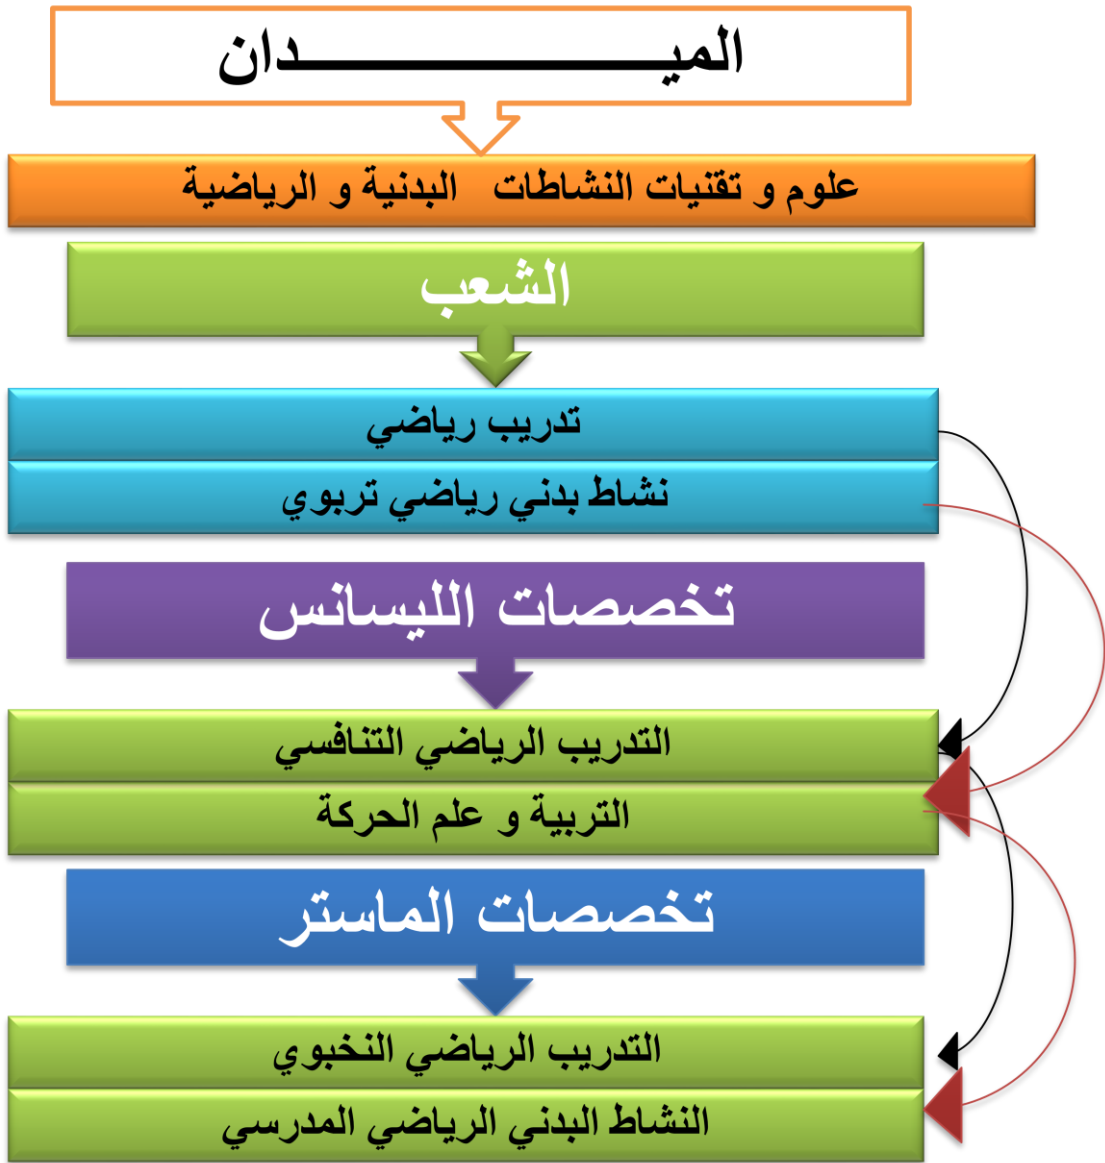 الميـــــــــــــــــدان
علوم و تقنيات النشاطات البدنية و الرياضية
الشعب
تدريب رياضي
نشاط بدني رياضي تربوي
تخصصات الليسانس
التدريب الرياضي التنافسي
التربية و علم الحركة
تخصصات الماستر
التدريب الرياضي النخبوي
النشاط البدني الرياضي المدرسي